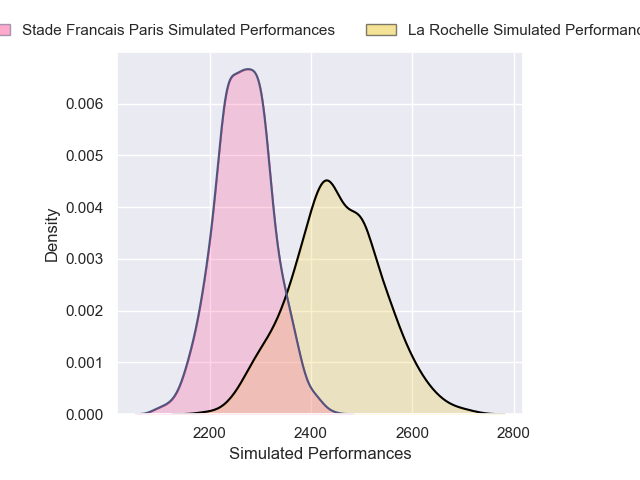 Stade Francais Paris Simulated Performances
La Rochelle Simulated
Density
0.006
0.005
0.004
0.003
0.002
0.001
0.000
2200
2400
2600
2800
Simulated Performances